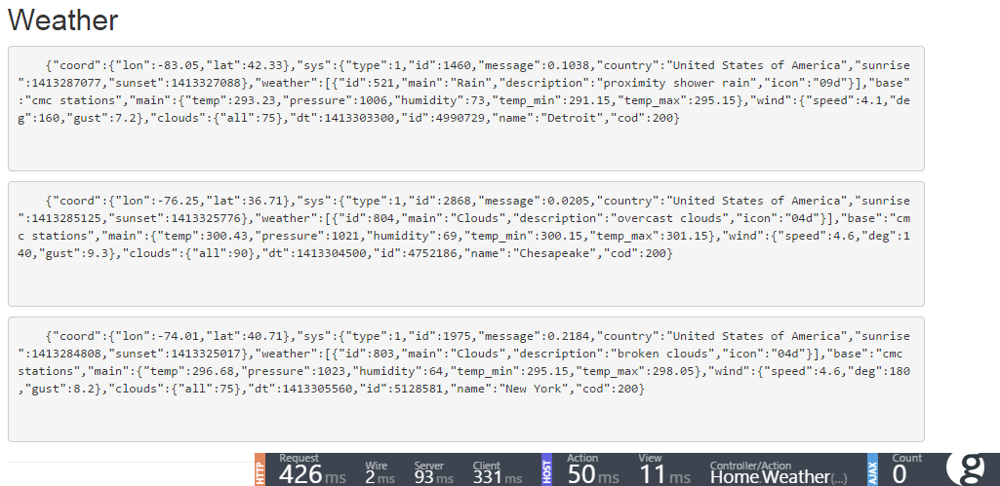 Weather
{"coord":{"lon":-83.05,"lat":42.33},"sys":{"type":1,"id":1460,"message":0.1038,"country":"United States of America","sunrise
":1413287077,"sunset":1413327088},"weather":[{"id":521,"main":"Rain","description":"proximity shower rain","icon":"09d"}],"base"
:"cmc stations","main":{"temp":293.23,"pressure":1006,"humidity":73,"temp_min":291.15,"temp_max":295.15},"wind":{"speed":4.1,"de
g":160,"gust":7.2},"clouds":{"all":75},"dt":1413303300,"id":4990729,"name":"Detroit","cod":200}
{"coord":{"lon":-76.25,"lat":36.71},"sys":{"type":1,"id":2868,"message":0.0205,"country":"United States of America","sunrise
":1413285125,"sunset":1413325776},"weather":[{"id":804,"main":"Clouds","description":"overcast clouds","icon":"04d"}],"base":"cm
c stations","main":{"temp":300.43,"pressure":1021,"humidity":69,"temp_min":300.15,"temp_max":301.15},"wind":{"speed":4.6,"deg":1
40,"gust":9.3},"clouds":{"all":90},"dt":1413304500,"id":4752186,"name":"Chesapeake","cod":200}
{"coord":{"lon":-74.01,"lat":40.71},"sys":{"type":1,"id":1975,"message":0.2184,"country":"United States of America","sunrise
":1413284808,"sunset":1413325017},"weather":[{"id":803,"main":"Clouds","description":"broken clouds","icon":"04d"}],"base":"cmc
stations","main":{"temp":296.68,"pressure":1023,"humidity":64,"temp_min":295.15,"temp_max":298.05},"wind":{"speed":4.6,"deg":180
,"gust":8.2},"clouds":{"all":75},"dt":1413305560,"id":5128581,"name":"New York","cod":200}
HTTP
Request
426 ms
Wire
2 ms
Server
93 ms
Client
331 ms
HOST
Action
50 ms
View
11 ms
Controller/Action
Home.Weather(...)
AJAX
Count
0
g